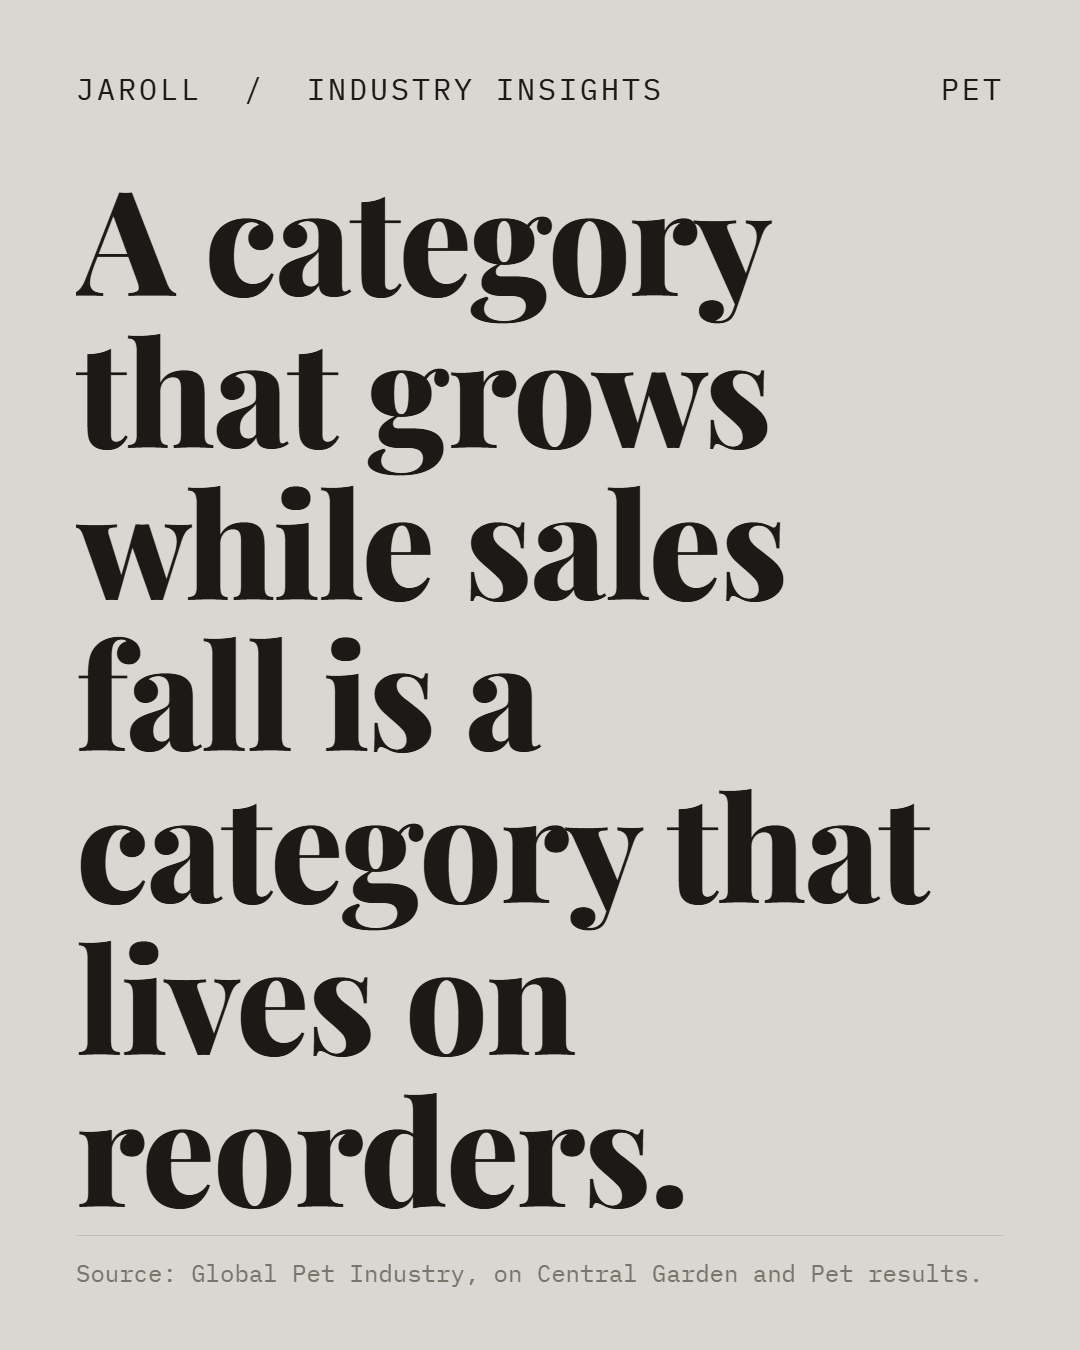 JAROLL / INDUSTRY INSIGHTS PET
A category
that grows
while sales
fall is a
category that
lives on
reorders.
Source: Global Pet Industry, on Central Garden and Pet results.